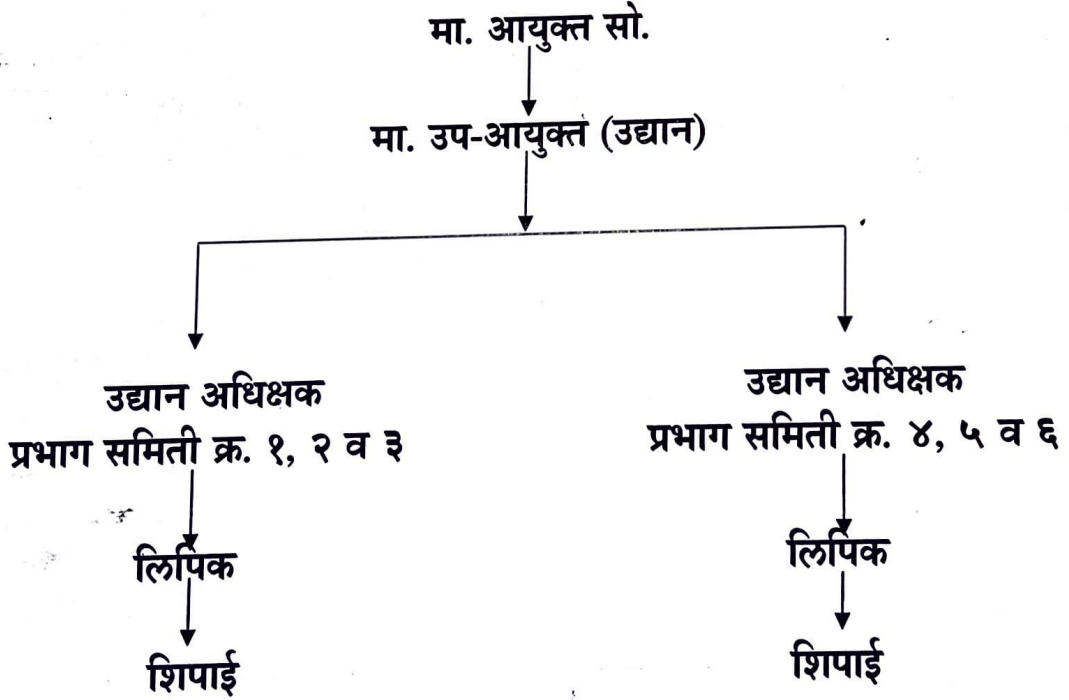 मा. आयुक्त सो.
मा. उप-आयुक्त (उद्यान)
उद्यान अधिक्षक
प्रभाग समिती क्र. १, २ व ३
लिपिक
शिपाई
उद्यान अधिक्षक
प्रभाग समिती क्र. ४, ५ व ६
लिपिक
शिपाई